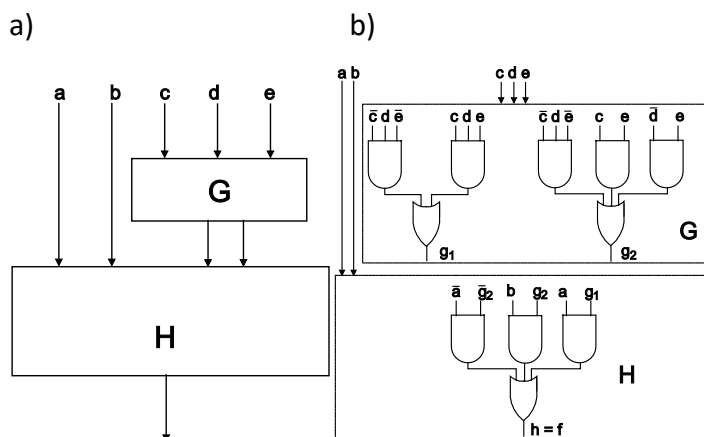 a) b)
a b c d e
G
H
a b c d e
c̄ d ē c d e c̄ d ē c e d̄ e
g₁ g₂ G
ā ḡ₂ b g₂ a g₁
H
h = f